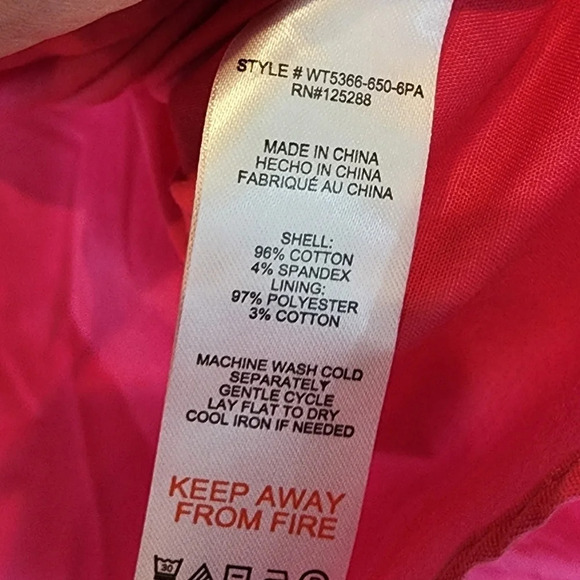 STYLE # WT5366-650-6PA
RN#125288
MADE IN CHINA
HECHO IN CHINA
FABRIQUÉ AU CHINA
SHELL:
96% COTTON
4% SPANDEX
LINING:
97% POLYESTER
3% COTTON
MACHINE WASH COLD
SEPARATELY
GENTLE CYCLE
LAY FLAT TO DRY
COOL IRON IF NEEDED
KEEP AWAY
FROM FIRE
30